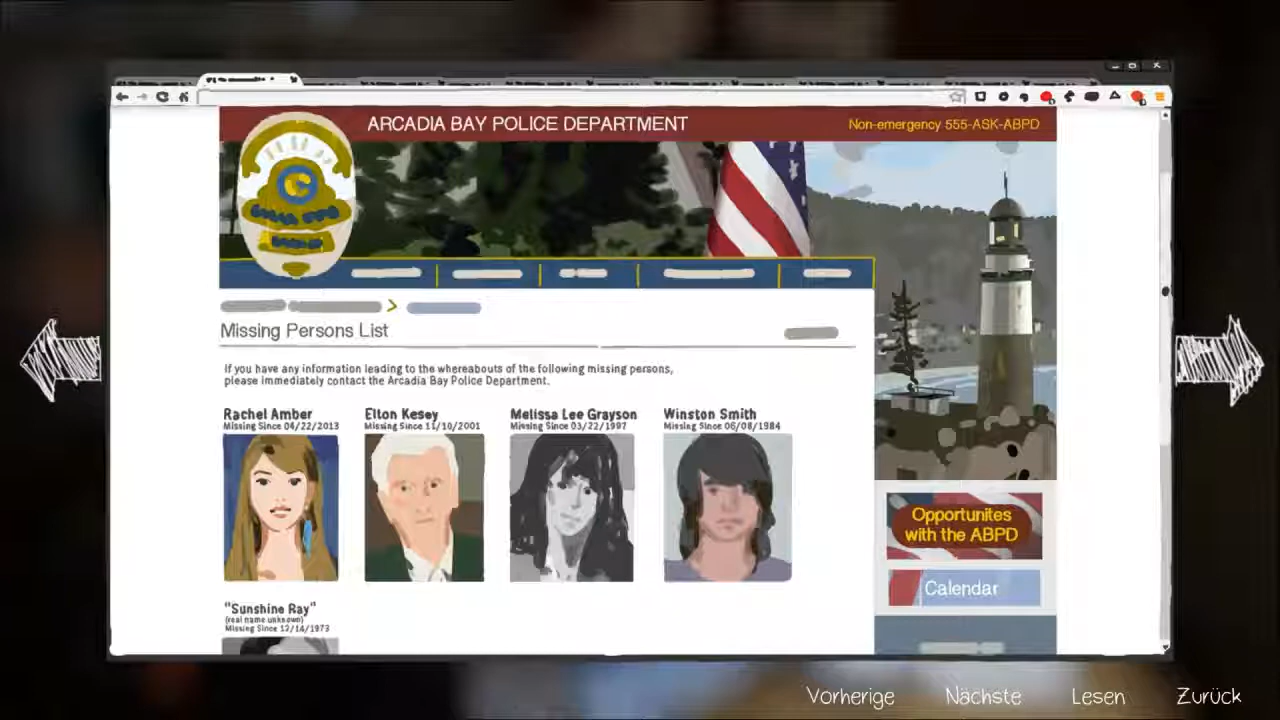 ARCADIA BAY POLICE DEPARTMENT
Non-emergency 555-ASK-ABPD
Missing Persons List
If you have any information leading to the whereabouts of the following missing persons,
please immediately contact the Arcadia Bay Police Department.
Rachel Amber
Missing Since 04/22/2013
Elton Kesey
Missing Since 11/10/2001
Melissa Lee Grayson
Missing Since 03/22/1997
Winston Smith
Missing Since 06/08/1984
"Sunshine Ray"
(real name unknown)
Missing Since 12/14/1973
Opportunites
with the ABPD
Calendar
Vorherige
Nächste
Lesen
Zurück